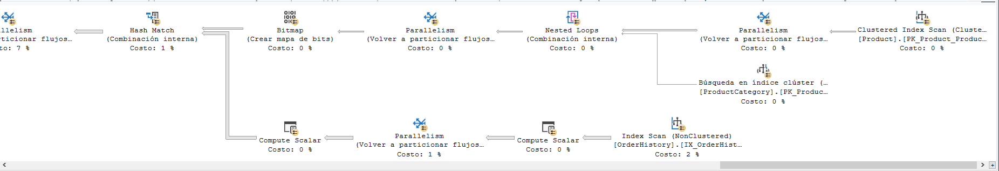 llelism
rticionar flujos…
to: 7 %
Hash Match
(Combinación interna)
Costo: 1 %
Bitmap
(Crear mapa de bits)
Costo: 0 %
Parallelism
(Volver a particionar flujos…
Costo: 0 %
Nested Loops
(Combinación interna)
Costo: 0 %
Parallelism
(Volver a particionar flujos…
Costo: 0 %
Clustered Index Scan (Cluste…
[Product].[PK_Product_Produc…
Costo: 0 %
Búsqueda en índice clúster (…
[ProductCategory].[PK_Produc…
Costo: 0 %
Compute Scalar
Costo: 0 %
Parallelism
(Volver a particionar flujos…
Costo: 1 %
Compute Scalar
Costo: 0 %
Index Scan (NonClustered)
[OrderHistory].[IX_OrderHist…
Costo: 2 %